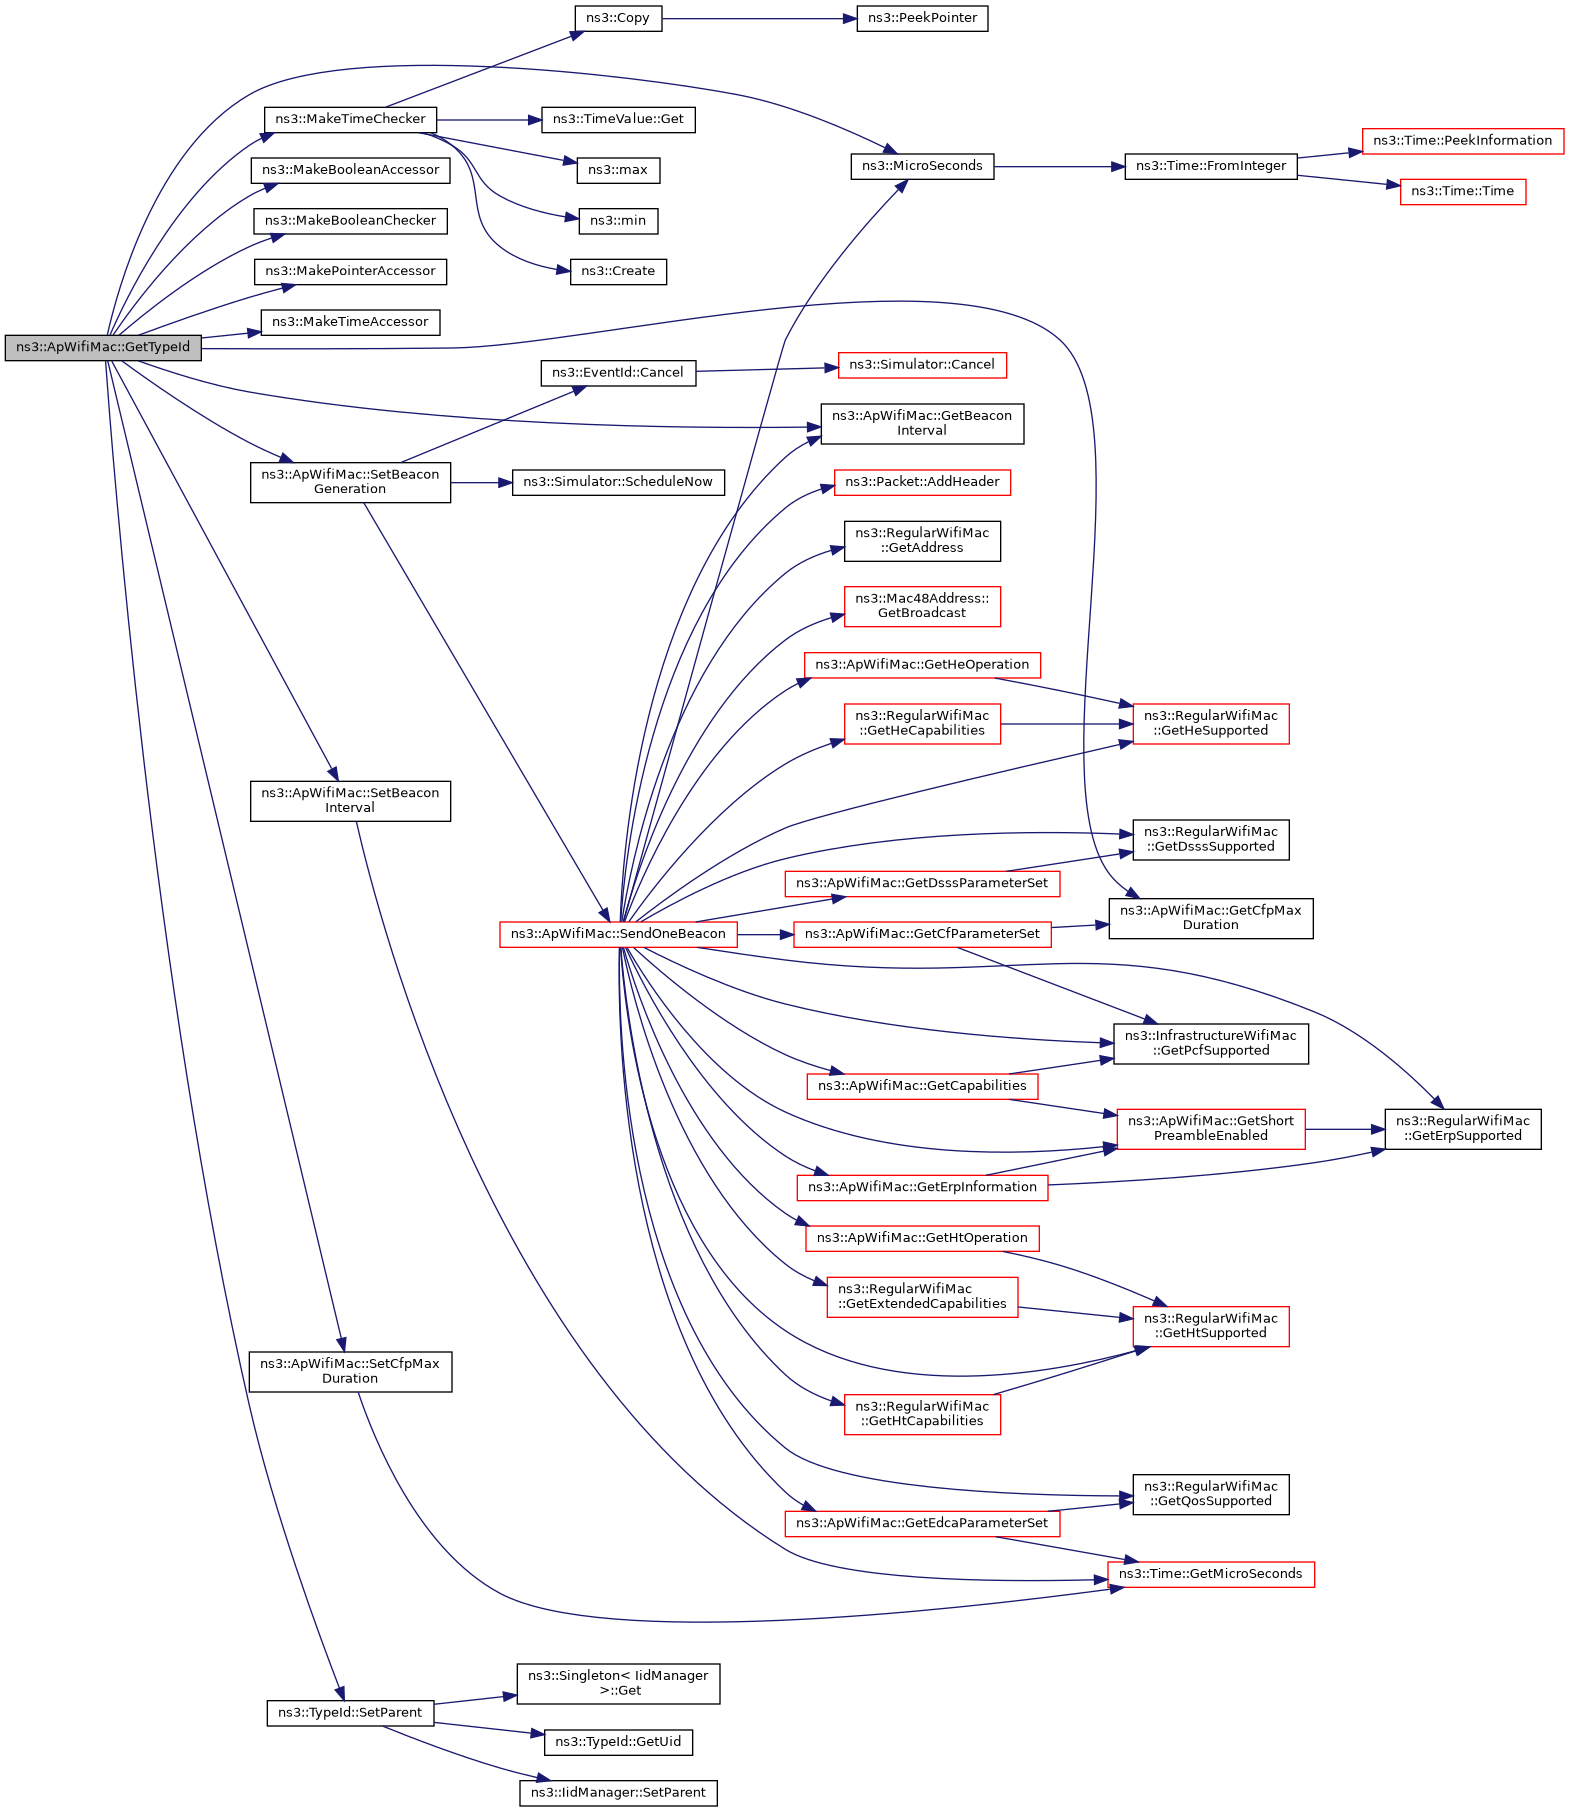 ns3::Copy
ns3::PeekPointer
ns3::MakeTimeChecker
ns3::TimeValue::Get
ns3::Time::PeekInformation
ns3::MakeBooleanAccessor
ns3::max
ns3::MicroSeconds
ns3::Time::FromInteger
ns3::Time::Time
ns3::MakeBooleanChecker
ns3::min
ns3::MakePointerAccessor
ns3::Create
ns3::MakeTimeAccessor
ns3::ApWifiMac::GetTypeId
ns3::EventId::Cancel
ns3::Simulator::Cancel
ns3::ApWifiMac::GetBeacon
Interval
ns3::ApWifiMac::SetBeacon
Generation
ns3::Simulator::ScheduleNow
ns3::Packet::AddHeader
ns3::RegularWifiMac
::GetAddress
ns3::Mac48Address::
GetBroadcast
ns3::ApWifiMac::GetHeOperation
ns3::RegularWifiMac
::GetHeCapabilities
ns3::RegularWifiMac
::GetHeSupported
ns3::ApWifiMac::SetBeacon
Interval
ns3::RegularWifiMac
::GetDsssSupported
ns3::ApWifiMac::GetDsssParameterSet
ns3::ApWifiMac::GetCfpMax
Duration
ns3::ApWifiMac::SendOneBeacon
ns3::ApWifiMac::GetCfParameterSet
ns3::InfrastructureWifiMac
::GetPcfSupported
ns3::ApWifiMac::GetCapabilities
ns3::ApWifiMac::GetShort
PreambleEnabled
ns3::RegularWifiMac
::GetErpSupported
ns3::ApWifiMac::GetErpInformation
ns3::ApWifiMac::GetHtOperation
ns3::RegularWifiMac
::GetExtendedCapabilities
ns3::RegularWifiMac
::GetHtSupported
ns3::ApWifiMac::SetCfpMax
Duration
ns3::RegularWifiMac
::GetHtCapabilities
ns3::RegularWifiMac
::GetQosSupported
ns3::ApWifiMac::GetEdcaParameterSet
ns3::Time::GetMicroSeconds
ns3::Singleton< IidManager
>::Get
ns3::TypeId::SetParent
ns3::TypeId::GetUid
ns3::IidManager::SetParent